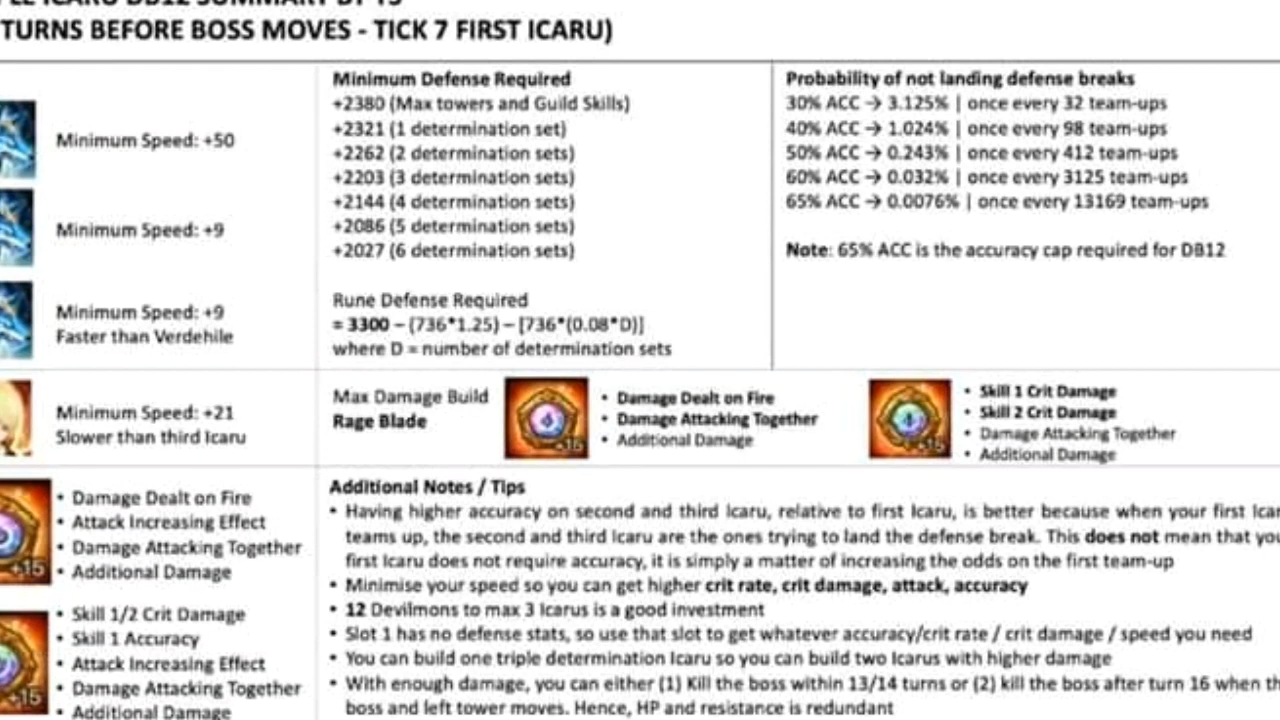 TURNS BEFORE BOSS MOVES - TICK 7 FIRST ICARU)
Minimum Speed: +50
Minimum Speed: +9
Minimum Speed: +9
Faster than Verdehile
Minimum Defense Required
+2380 (Max towers and Guild Skills)
+2321 (1 determination set)
+2262 (2 determination sets)
+2203 (3 determination sets)
+2144 (4 determination sets)
+2086 (5 determination sets)
+2027 (6 determination sets)
Rune Defense Required
= 3300 – (736*1.25) – [736*(0.08*D)]
where D = number of determination sets
Probability of not landing defense breaks
30% ACC → 3.125% | once every 32 team-ups
40% ACC → 1.024% | once every 98 team-ups
50% ACC → 0.243% | once every 412 team-ups
60% ACC → 0.032% | once every 3125 team-ups
65% ACC → 0.0076% | once every 13169 team-ups
Note: 65% ACC is the accuracy cap required for DB12
Minimum Speed: +21
Slower than third Icaru
Max Damage Build
Rage Blade
+15
• Damage Dealt on Fire
• Damage Attacking Together
• Additional Damage
+15
• Skill 1 Crit Damage
• Skill 2 Crit Damage
• Damage Attacking Together
• Additional Damage
+15
• Damage Dealt on Fire
• Attack Increasing Effect
• Damage Attacking Together
• Additional Damage
+15
• Skill 1/2 Crit Damage
• Skill 1 Accuracy
• Attack Increasing Effect
• Damage Attacking Together
• Additional Damage
Additional Notes / Tips
• Having higher accuracy on second and third Icaru, relative to first Icaru, is better because when your first Icar
teams up, the second and third Icaru are the ones trying to land the defense break. This does not mean that you
first Icaru does not require accuracy, it is simply a matter of increasing the odds on the first team-up
• Minimise your speed so you can get higher crit rate, crit damage, attack, accuracy
• 12 Devilmons to max 3 Icarus is a good investment
• Slot 1 has no defense stats, so use that slot to get whatever accuracy/crit rate / crit damage / speed you need
• You can build one triple determination Icaru so you can build two Icarus with higher damage
• With enough damage, you can either (1) Kill the boss within 13/14 turns or (2) kill the boss after turn 16 when th
boss and left tower moves. Hence, HP and resistance is redundant